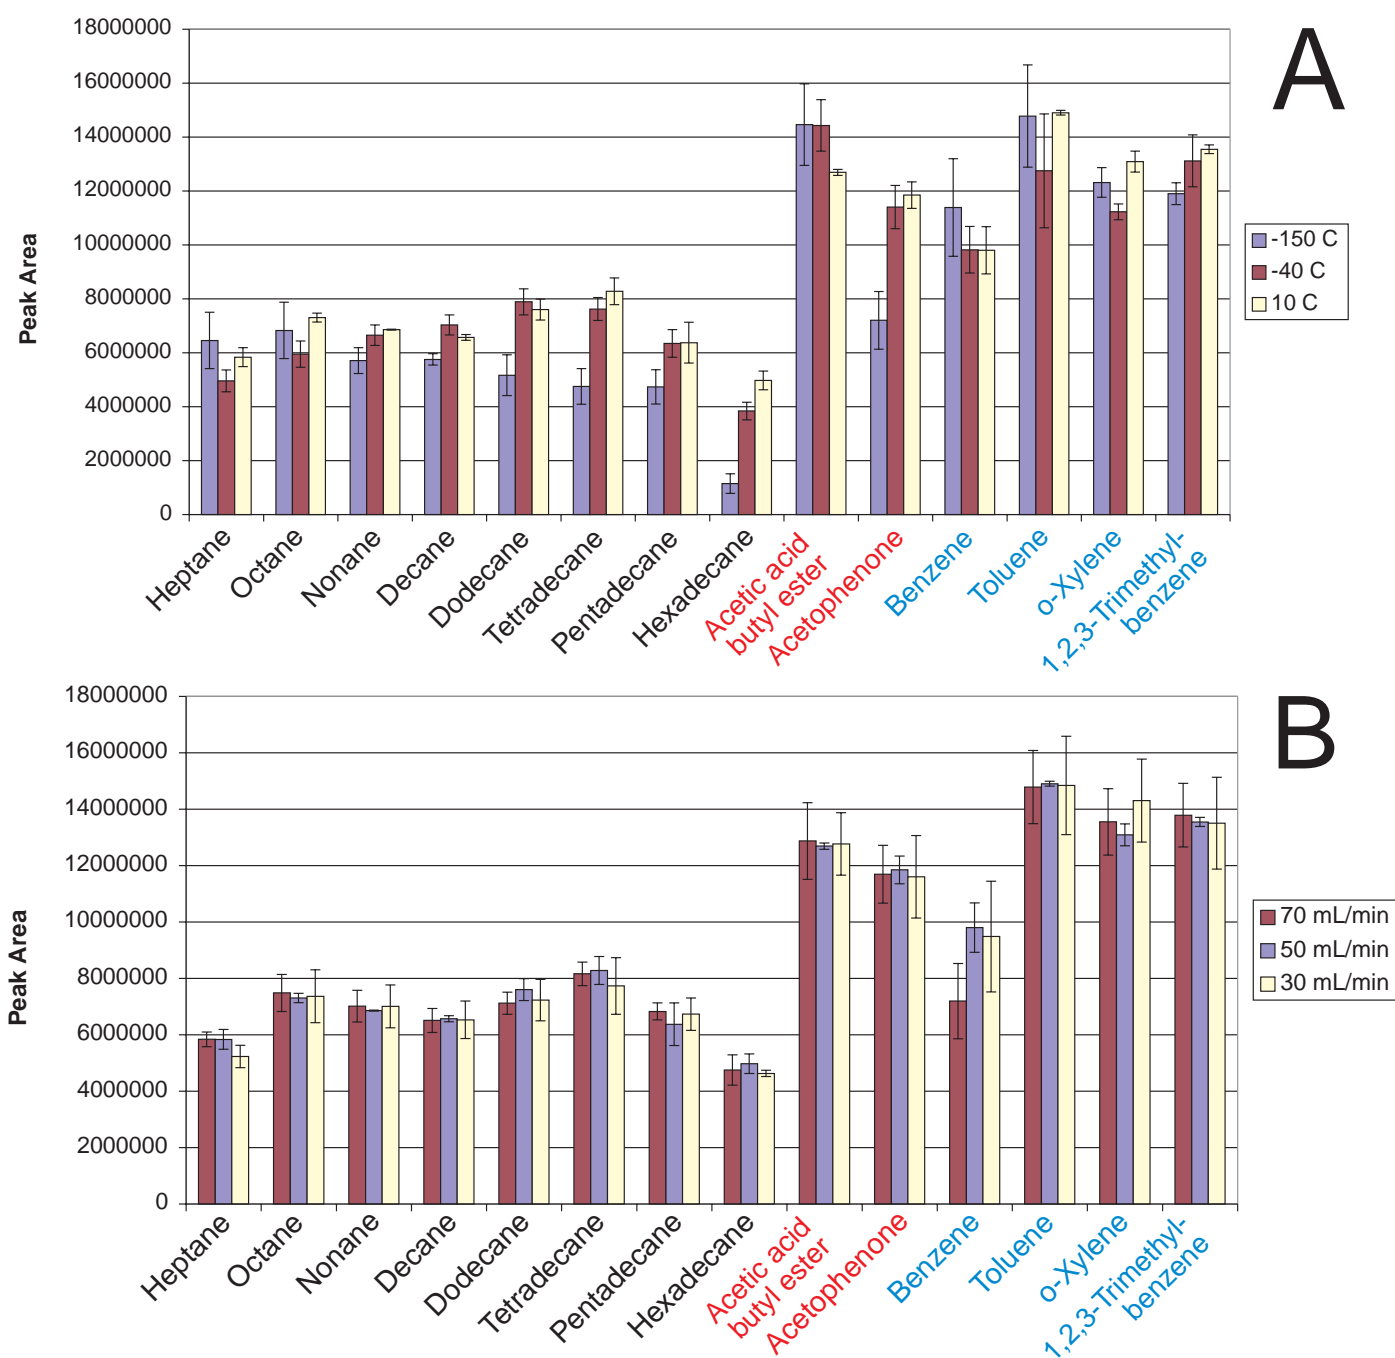 A
18000000
16000000
14000000
12000000
10000000
8000000
6000000
4000000
2000000
0
Peak Area
-150 C
-40 C
10 C
Heptane
Octane
Nonane
Decane
Dodecane
Tetradecane
Pentadecane
Hexadecane
Acetic acid
butyl ester
Acetophenone
Benzene
Toluene
o-Xylene
1,2,3-Trimethyl-
benzene
B
18000000
16000000
14000000
12000000
10000000
8000000
6000000
4000000
2000000
0
Peak Area
70 mL/min
50 mL/min
30 mL/min
Heptane
Octane
Nonane
Decane
Dodecane
Tetradecane
Pentadecane
Hexadecane
Acetic acid
butyl ester
Acetophenone
Benzene
Toluene
o-Xylene
1,2,3-Trimethyl-
benzene